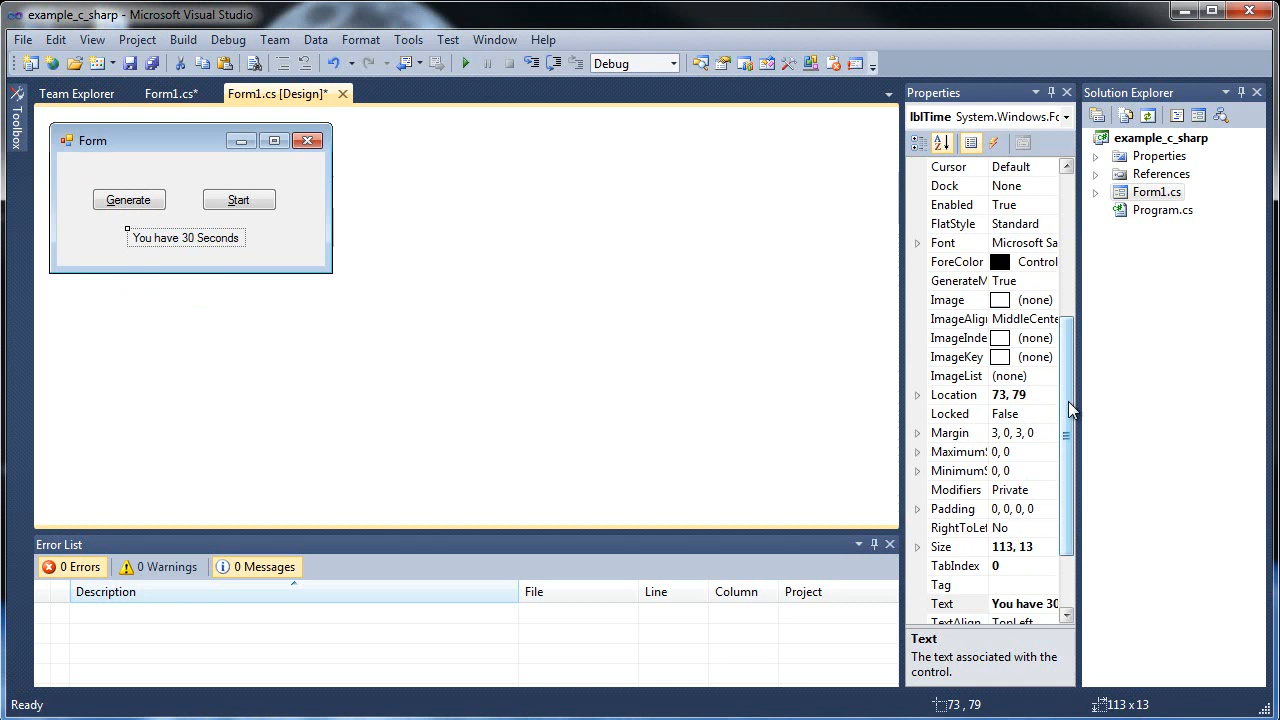 example_c_sharp - Microsoft Visual Studio
File Edit View Project Build Debug Team Data Format Tools Test Window Help
Debug
Team Explorer Form1.cs* Form1.cs [Design]*
Toolbox
Form
Generate Start
You have 30 Seconds
Error List
0 Errors 0 Warnings 0 Messages
Description File Line Column Project
Properties
lblTime System.Windows.Fo
Cursor Default
Dock None
Enabled True
FlatStyle Standard
Font Microsoft Sa
ForeColor Control
GenerateM True
Image (none)
ImageAlign MiddleCente
ImageInde (none)
ImageKey (none)
ImageList (none)
Location 73, 79
Locked False
Margin 3, 0, 3, 0
MaximumS 0, 0
MinimumS 0, 0
Modifiers Private
Padding 0, 0, 0, 0
RightToLef No
Size 113, 13
TabIndex 0
Tag
Text You have 30
TextAlign TopLeft
Text
The text associated with the
control.
Solution Explorer
example_c_sharp
Properties
References
Form1.cs
Program.cs
Ready 73 , 79 113 x 13